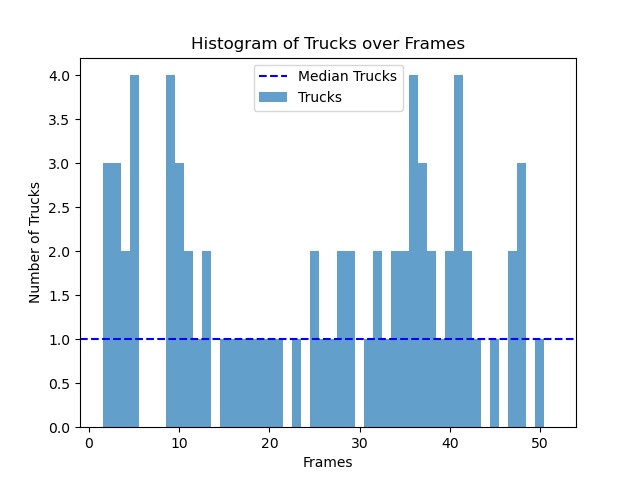 Histogram of Trucks over Frames
Median Trucks
Trucks
4.0
3.5
3.0
2.5
2.0
1.5
1.0
0.5
0.0
Number of Trucks
0 10 20 30 40 50
Frames